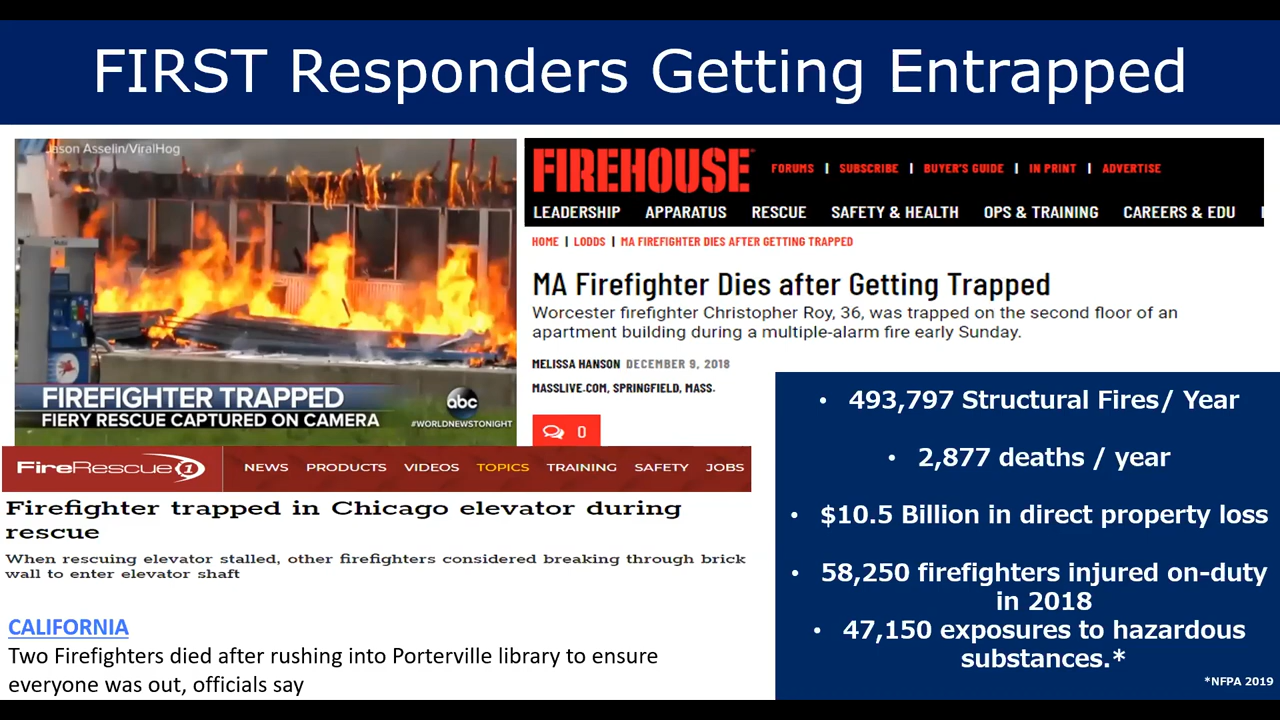 FIRST Responders Getting Entrapped
Jason Asselin/ViralHog
Mobil
FIREFIGHTER TRAPPED
FIERY RESCUE CAPTURED ON CAMERA
abc
#WORLDNEWSTONIGHT
FIREHOUSE
FORUMS | SUBSCRIBE | BUYER'S GUIDE | IN PRINT | ADVERTISE
LEADERSHIP APPARATUS RESCUE SAFETY & HEALTH OPS & TRAINING CAREERS & EDU
HOME | LODDS | MA FIREFIGHTER DIES AFTER GETTING TRAPPED
MA Firefighter Dies after Getting Trapped
Worcester firefighter Christopher Roy, 36, was trapped on the second floor of an
apartment building during a multiple-alarm fire early Sunday.
MELISSA HANSON DECEMBER 9, 2018
MASSLIVE.COM, SPRINGFIELD, MASS.
0
FireRescue1
NEWS PRODUCTS VIDEOS TOPICS TRAINING SAFETY JOBS
Firefighter trapped in Chicago elevator during
rescue
When rescuing elevator stalled, other firefighters considered breaking through brick
wall to enter elevator shaft
CALIFORNIA
Two Firefighters died after rushing into Porterville library to ensure
everyone was out, officials say
• 493,797 Structural Fires/ Year
• 2,877 deaths / year
• $10.5 Billion in direct property loss
• 58,250 firefighters injured on-duty
in 2018
• 47,150 exposures to hazardous
substances.*
*NFPA 2019